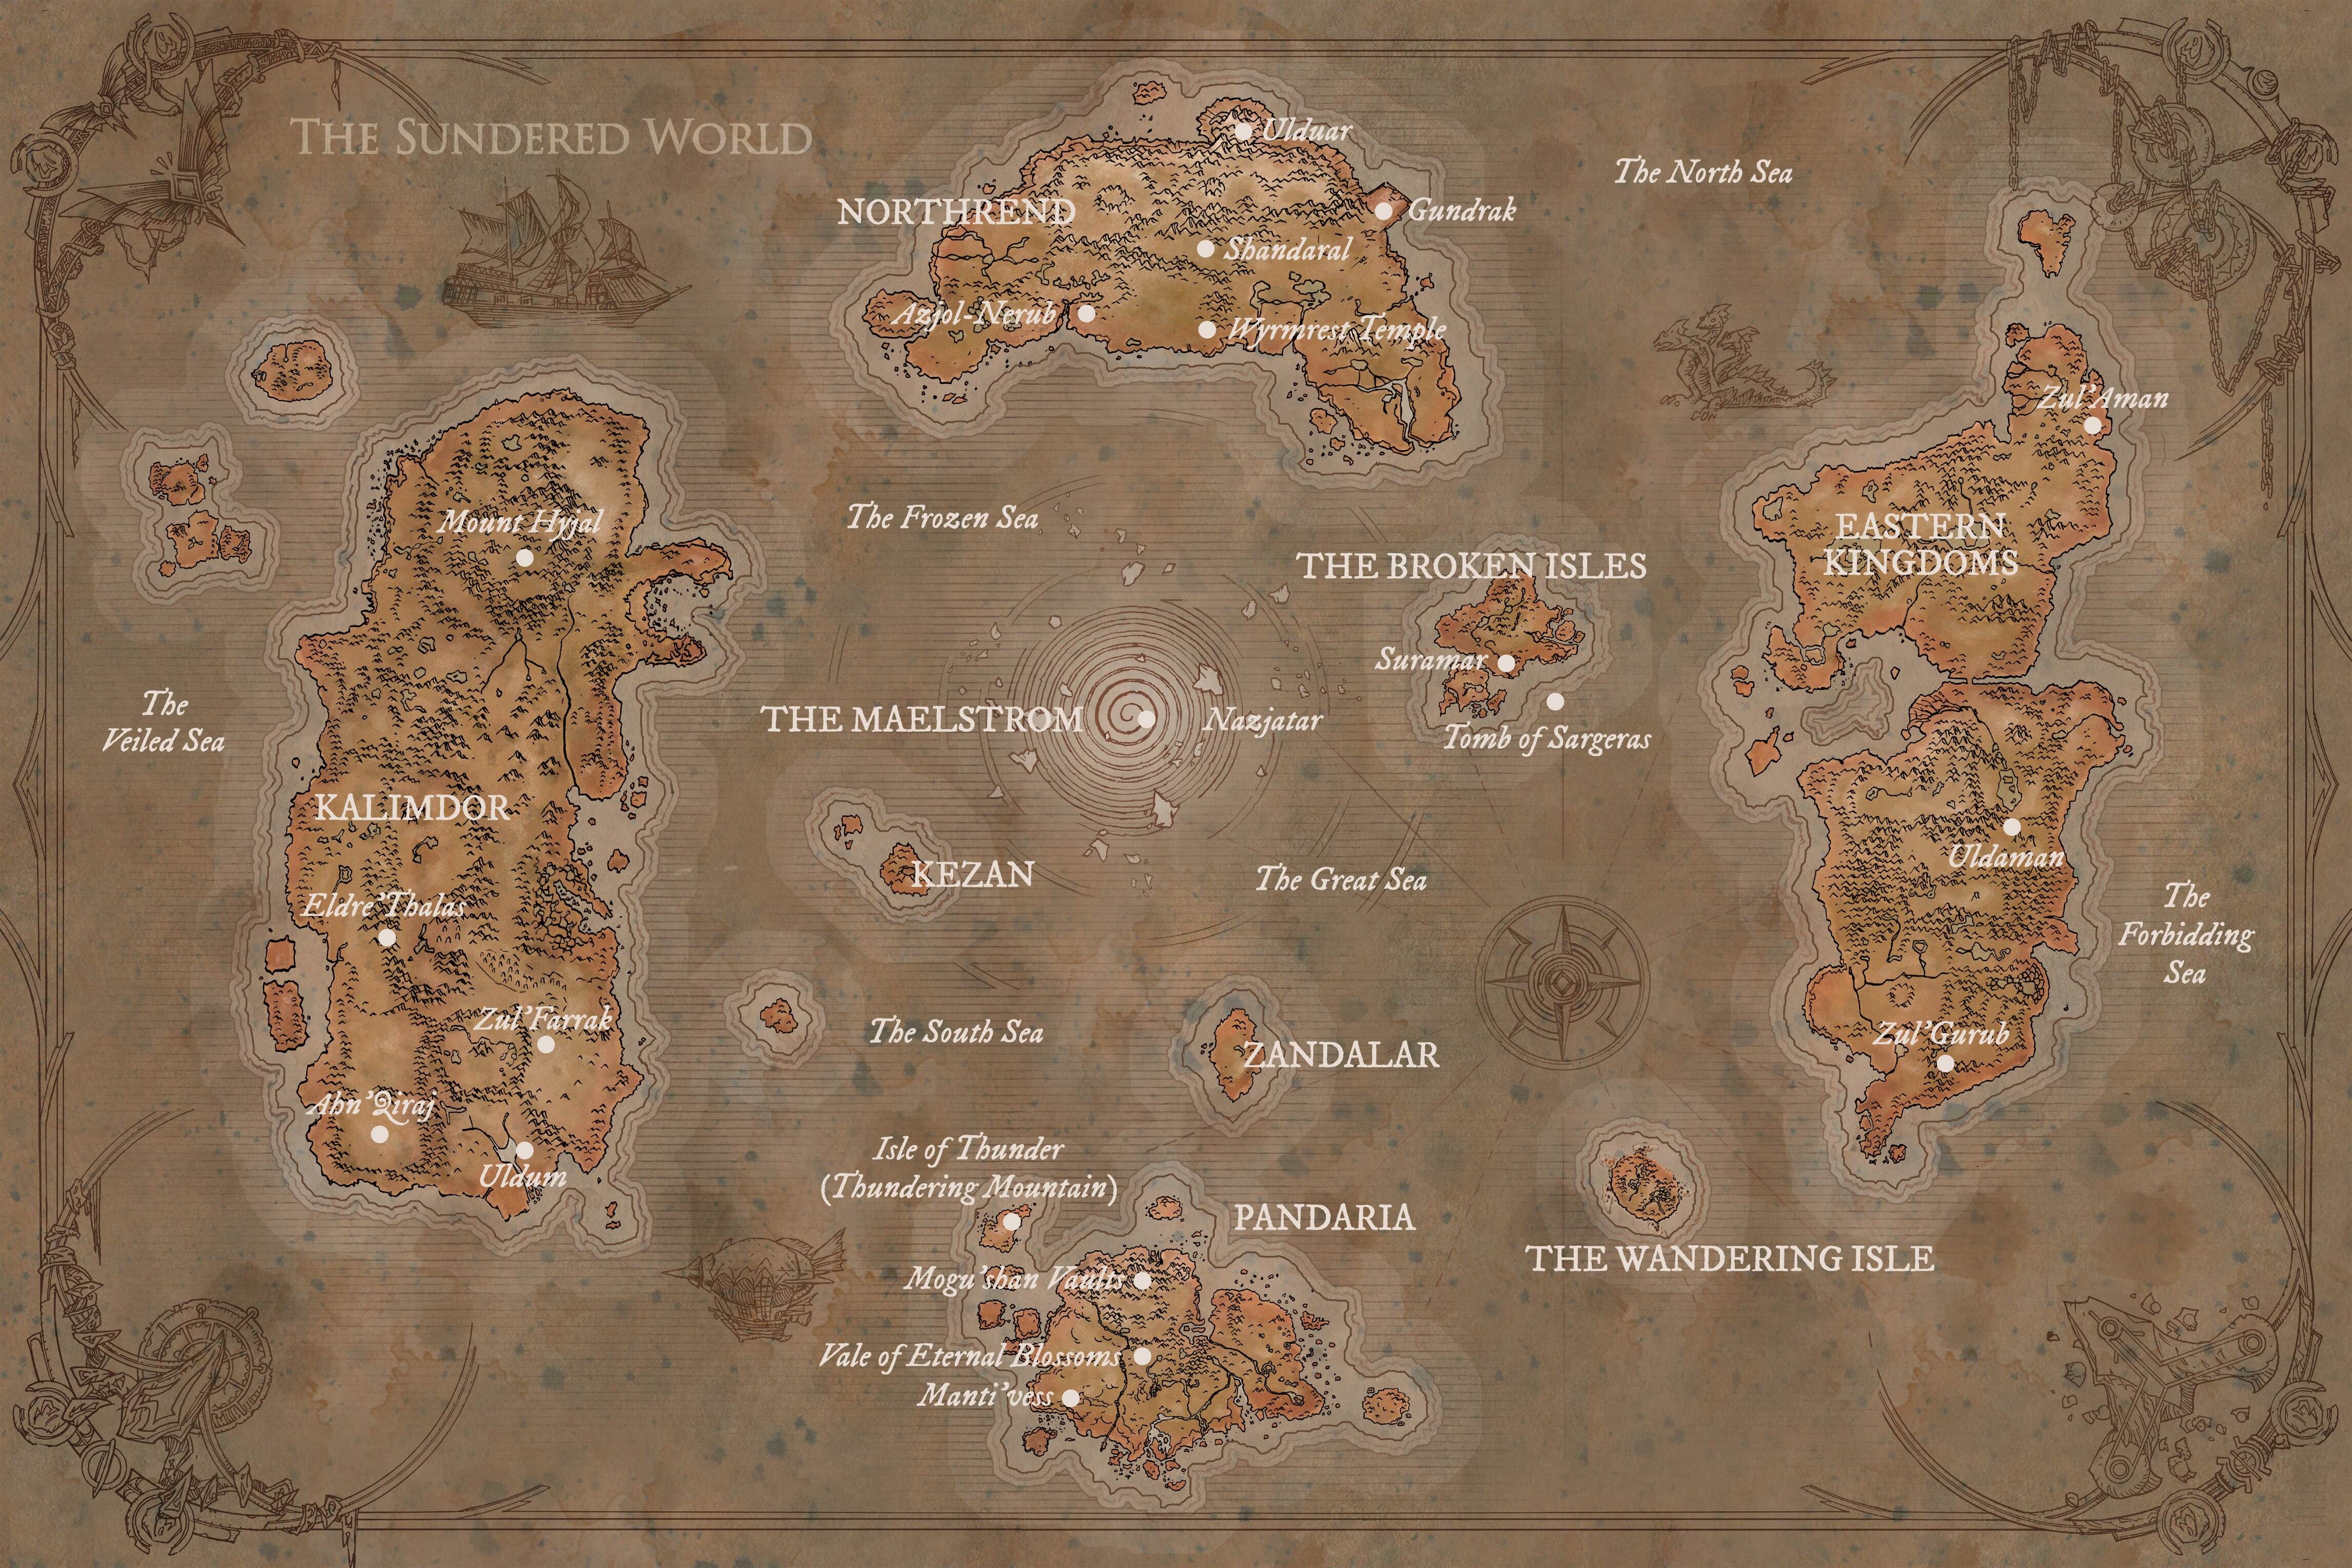 THE SUNDERED WORLD
Ulduar
The North Sea
NORTHREND
Gundrak
Shandaral
Azjol-Nerub
Wyrmrest Temple
Zul'Aman
Mount Hyjal
The Frozen Sea
EASTERN
KINGDOMS
THE BROKEN ISLES
Suramar
The
Veiled Sea
THE MAELSTROM
Nazjatar
Tomb of Sargeras
KALIMDOR
KEZAN
The Great Sea
Uldaman
Eldre'Thalas
The
Forbidding
Sea
Zul'Farrak
The South Sea
ZANDALAR
Zul'Gurub
Ahn'Qiraj
Uldum
Isle of Thunder
(Thundering Mountain)
PANDARIA
THE WANDERING ISLE
Mogu'shan Vaults
Vale of Eternal Blossoms
Manti'vess